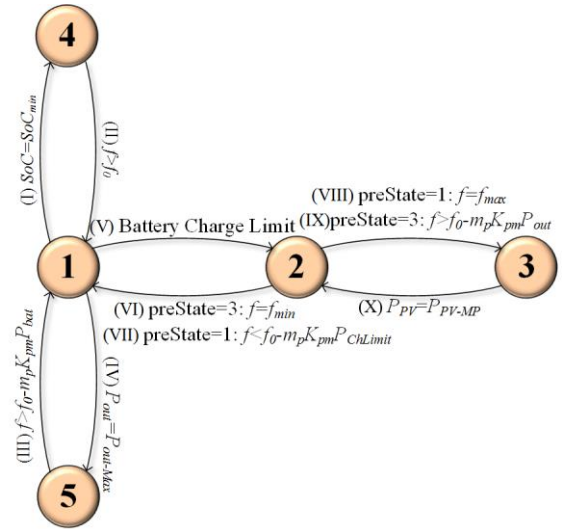 4
(I) SoC=SoCmin
(II) f>f0
(VIII) preState=1: f=fmax
(V) Battery Charge Limit
(IX)preState=3: f>f0-mpKpmPout
1
2
3
(VI) preState=3: f=fmin
(X) PPV=PPV-MP
(VII) preState=1: f<f0-mpKpmPChLimit
(III) f>f0-mpKpmPbat
(IV) Pout=Pout-Max
5